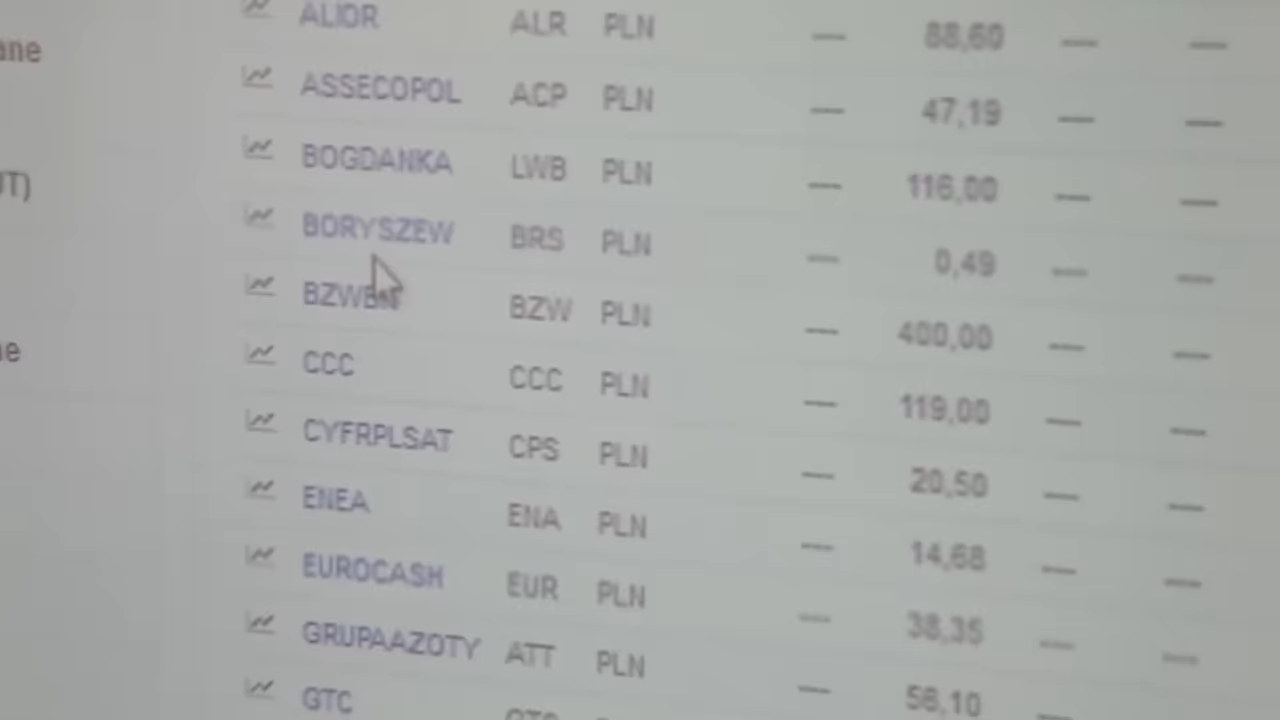 ALIOR ALR PLN — 88,60 — —
ane
ASSECOPOL ACP PLN — 47,19 — —
BOGDANKA LWB PLN — 116,00 — —
BORYSZEW BRS PLN — 0,49 — —
BZWBK BZW PLN — 400,00 — —
CCC CCC PLN — 119,00 — —
CYFRPLSAT CPS PLN — 20,50 — —
ENEA ENA PLN — 14,68 — —
EUROCASH EUR PLN — 38,35 — —
GRUPAAZOTY ATT PLN — 56,10 —
GTC